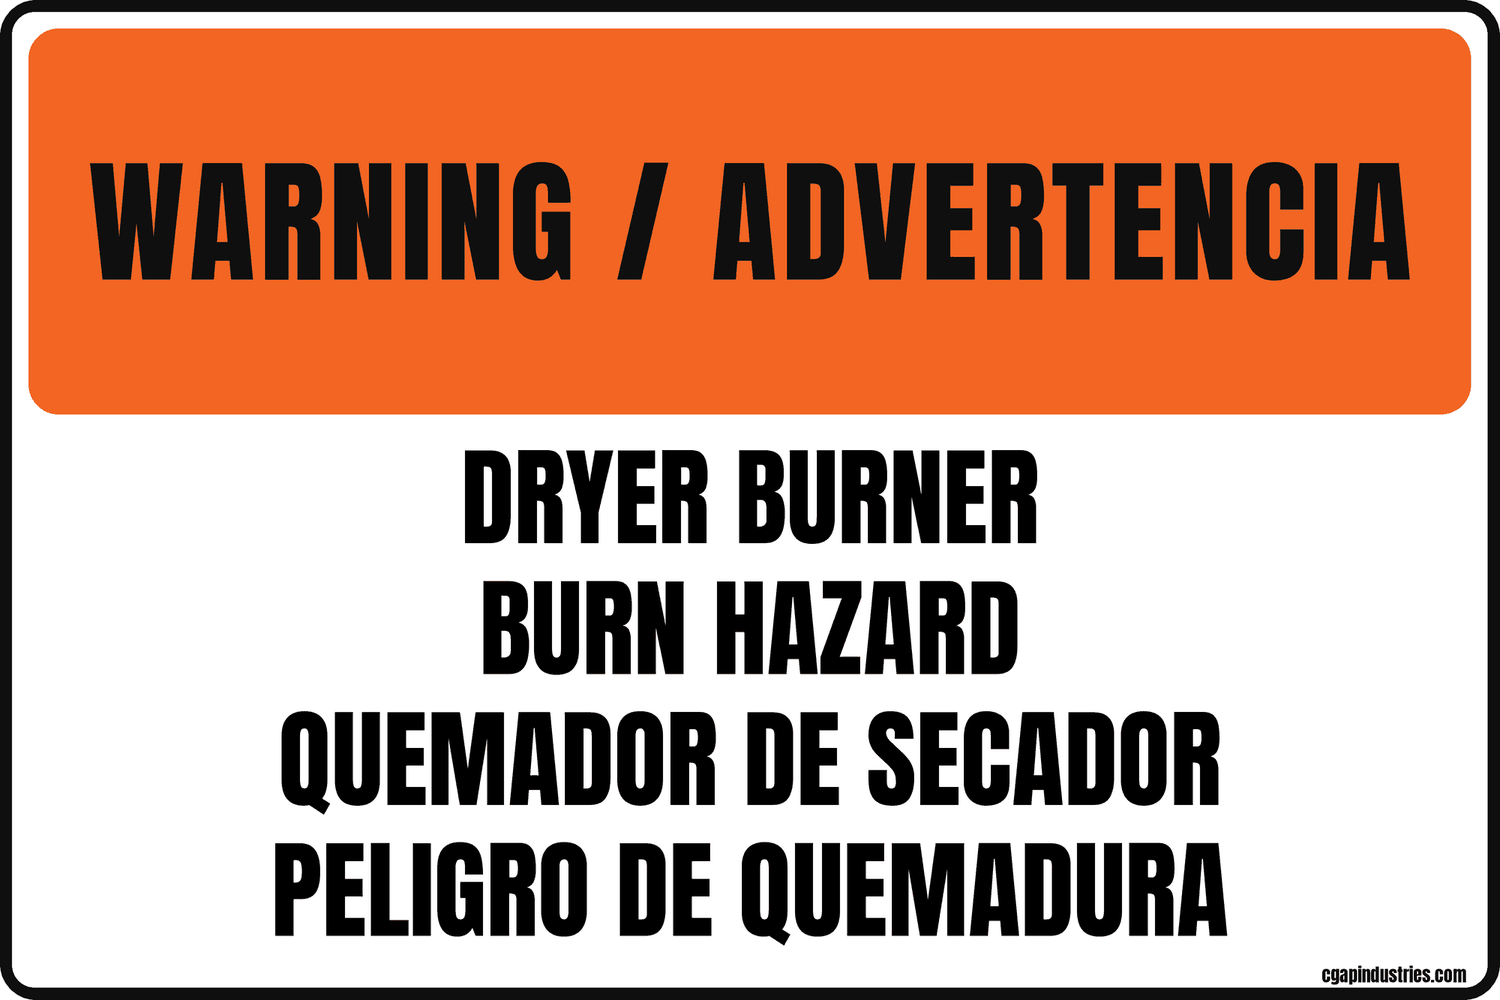 WARNING / ADVERTENCIA
DRYER BURNER
BURN HAZARD
QUEMADOR DE SECADOR
PELIGRO DE QUEMADURA
cgapindustries.com